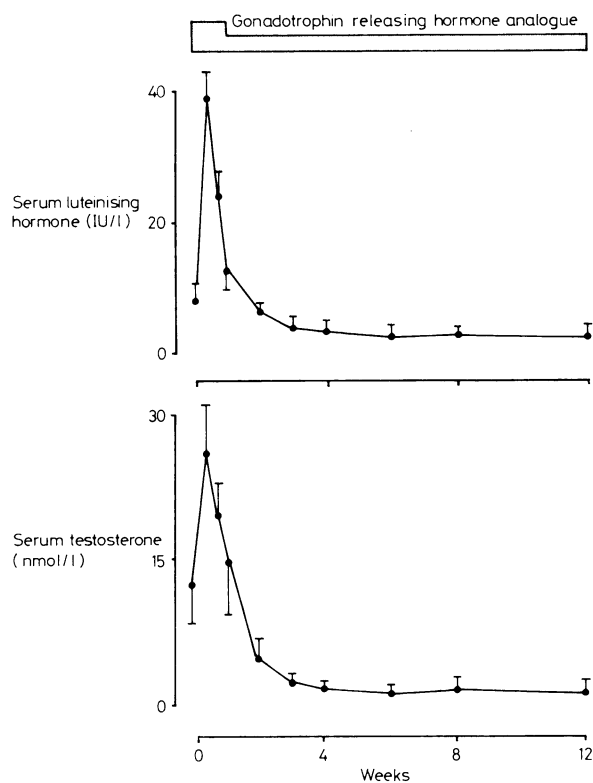 Gonadotrophin releasing hormone analogue
40
Serum luteinising
hormone (IU/l)
20
0
30
Serum testosterone
(nmol/l)
15
0
0 4 8 12
Weeks